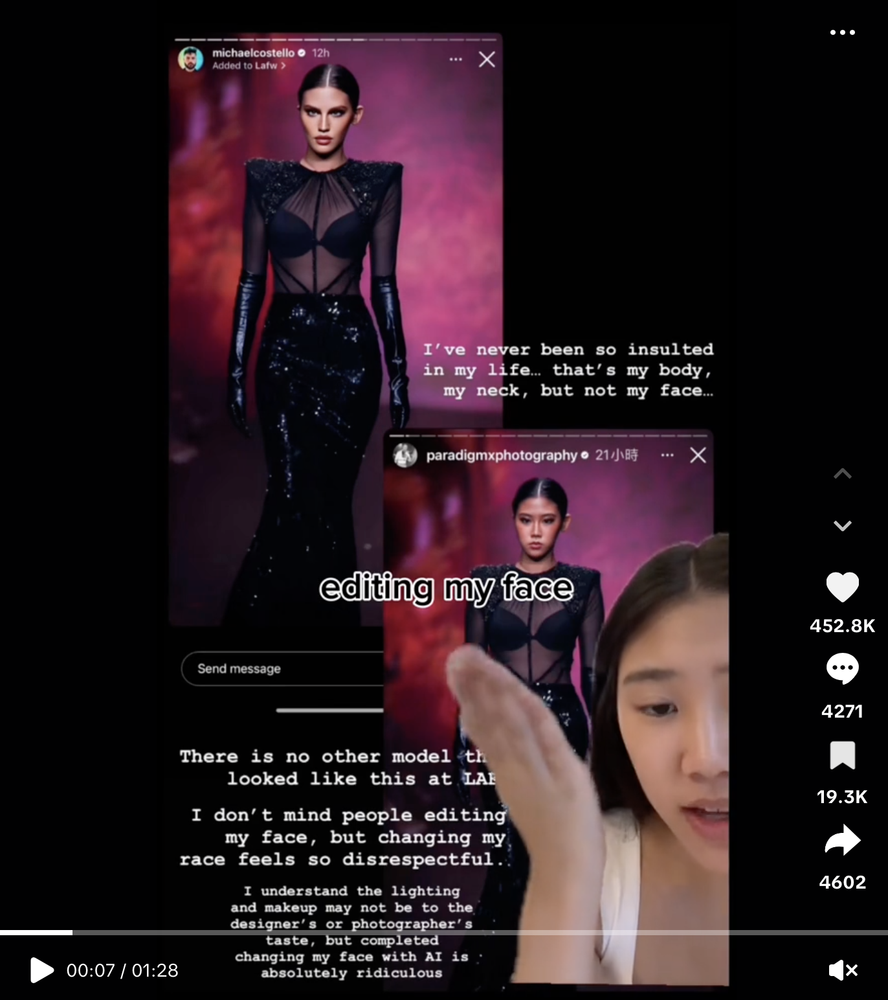 michaelcostello 12h
Added to Lafw >
I've never been so insulted
in my life… that's my body,
my neck, but not my face…
paradigmxphotography 21小時
editing my face
Send message
There is no other model
looked like this at
I don't mind people editing
my face, but changing my
race feels so disrespectful.
I understand the lighting
and makeup may not be to the
designer's or photographer's
taste, but completed
changing my face with AI is
absolutely ridiculous
452.8K
4271
19.3K
4602
00:07 / 01:28